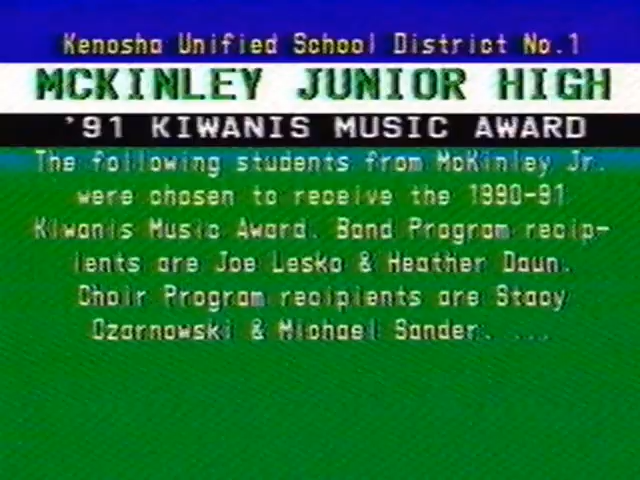 Kenosha Unified School District No.1
MCKINLEY JUNIOR HIGH
'91 KIWANIS MUSIC AWARD
The following students from McKinley Jr.
were chosen to receive the 1990-91
Kiwanis Music Award. Band Program recip-
ients are Joe Lesko & Heather Daun.
Choir Program recipients are Stacy
Czarnowski & Michael Sander. ...